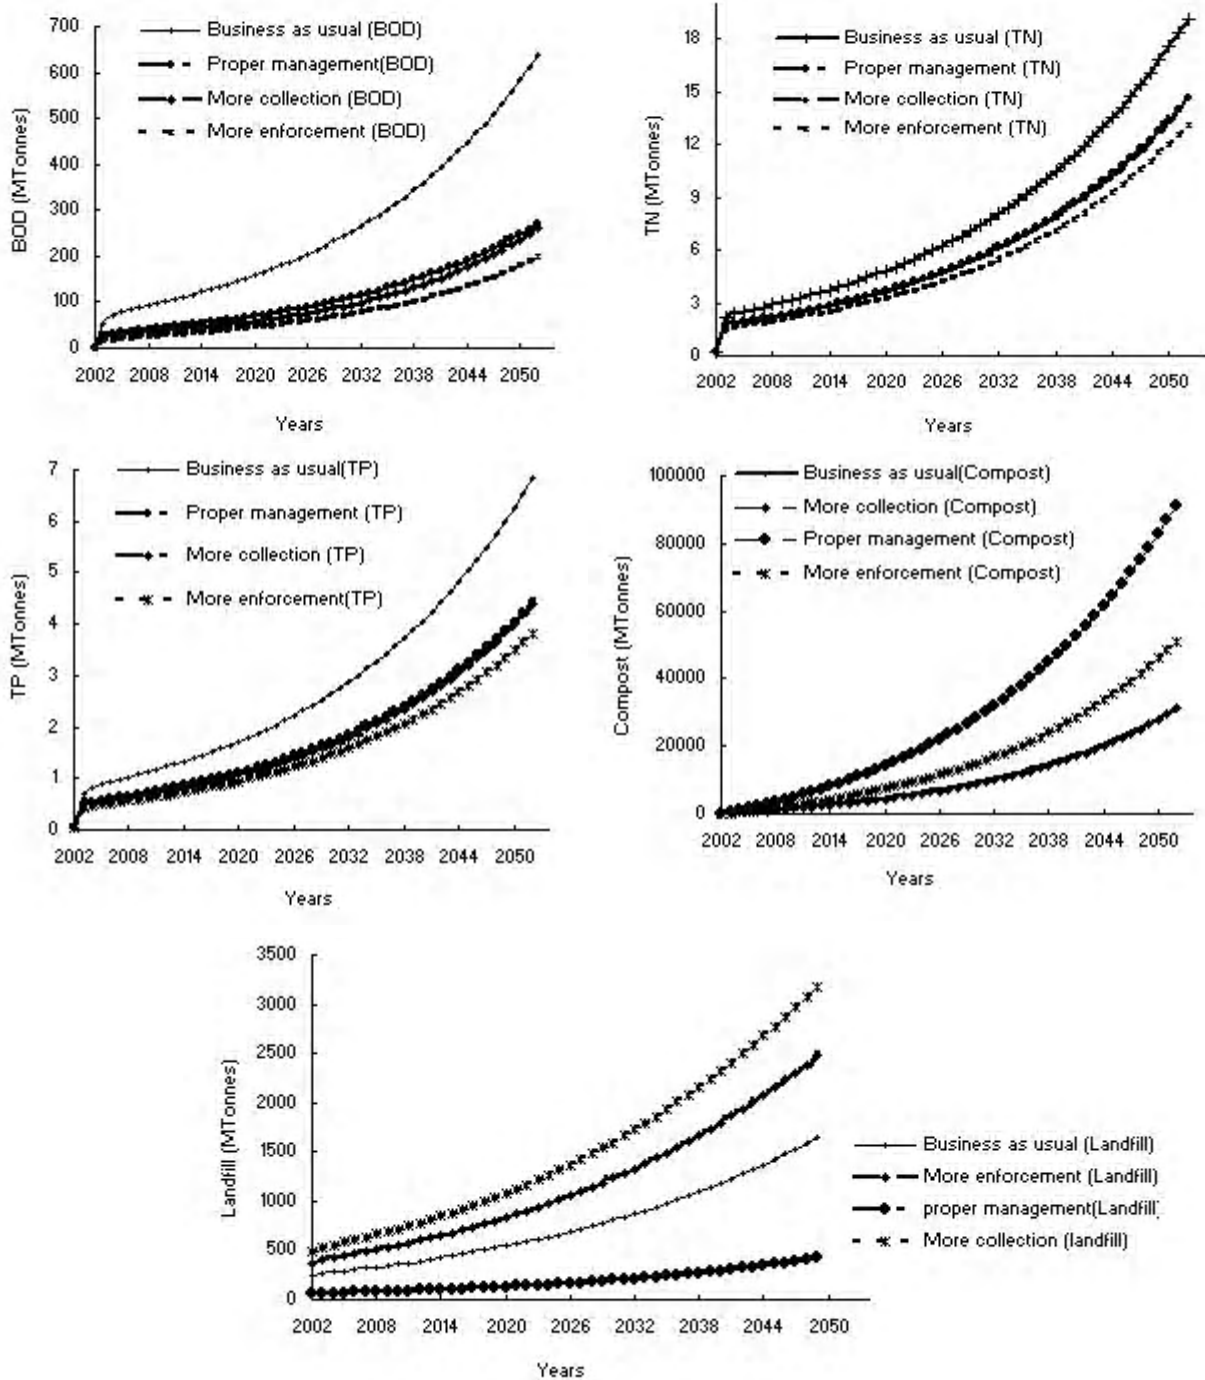 700
600
500
400
300
200
100
0
BOD (MTonnes)
Business as usual (BOD)
Proper management(BOD)
More collection (BOD)
More enforcement (BOD)
2002 2008 2014 2020 2026 2032 2038 2044 2050
Years
18
15
12
9
6
3
0
TN (MTonnes)
Business as usual (TN)
Proper management (TN)
More collection (TN)
More enforcement (TN)
2002 2008 2014 2020 2026 2032 2038 2044 2050
Years
7
6
5
4
3
2
1
0
TP (MTonnes)
Business as usual(TP)
Proper management (TP)
More collection (TP)
More enforcement(TP)
2002 2008 2014 2020 2026 2032 2038 2044 2050
Years
100000
80000
60000
40000
20000
0
Compost (MTonnes)
Business as usual(Compost)
More collection (Compost)
Proper management (Compost)
More enforcement (Compost)
2002 2008 2014 2020 2026 2032 2038 2044 2050
Years
3500
3000
2500
2000
1500
1000
500
0
Landfill (MTonnes)
Business as usual (Landfill)
More enforcement (Landfill)
proper management(Landfill)
More collection (landfill)
2002 2008 2014 2020 2026 2032 2038 2044 2050
Years